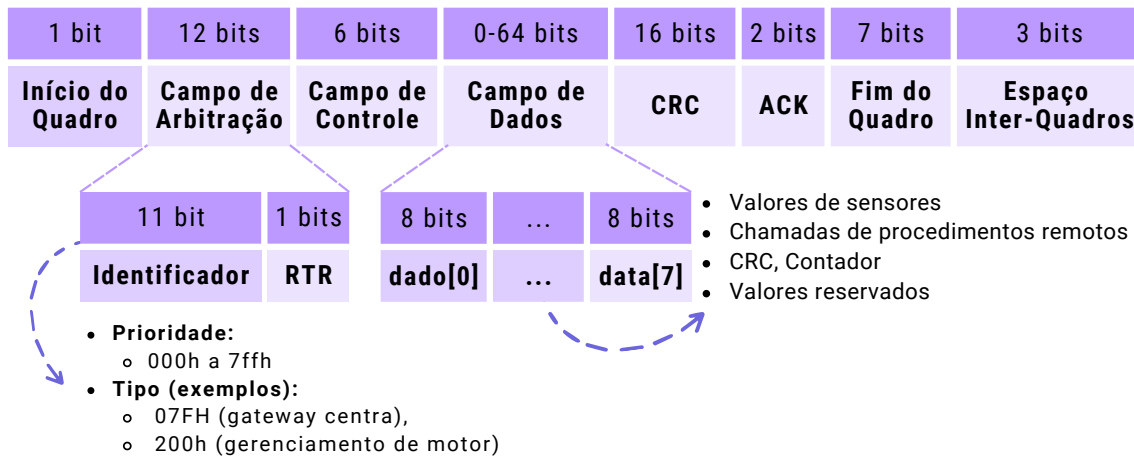 1 bit 12 bits 6 bits 0-64 bits 16 bits 2 bits 7 bits 3 bits
Início do Quadro Campo de Arbitração Campo de Controle Campo de Dados CRC ACK Fim do Quadro Espaço Inter-Quadros
11 bit 1 bits 8 bits ... 8 bits
Identificador RTR dado[0] ... data[7]
• Valores de sensores
• Chamadas de procedimentos remotos
• CRC, Contador
• Valores reservados
• Prioridade:
◦ 000h a 7ffh
• Tipo (exemplos):
◦ 07FH (gateway centra),
◦ 200h (gerenciamento de motor)